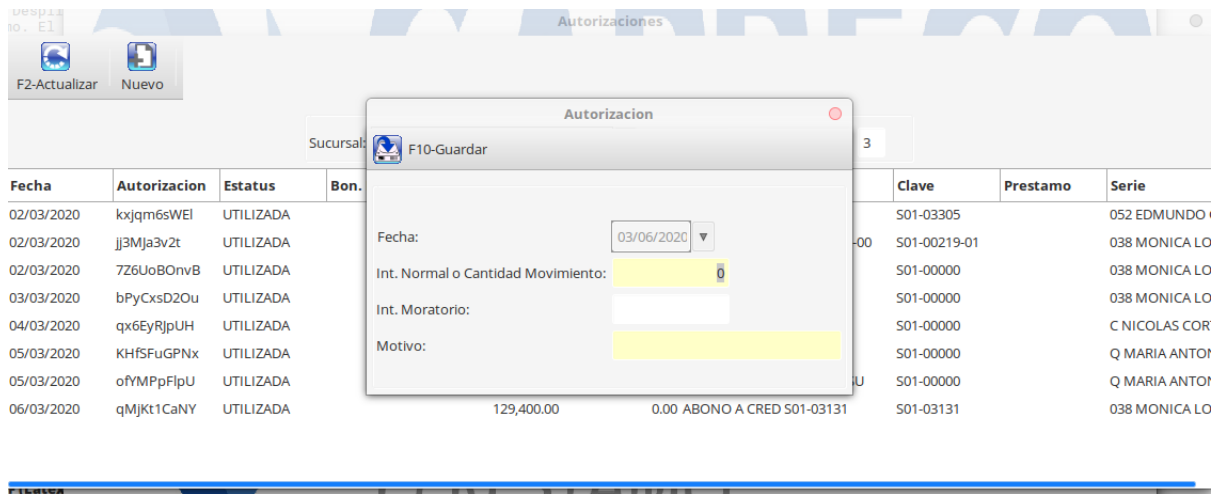 Autorizaciones
F2-Actualizar Nuevo
Autorizacion
Sucursal: 3
F10-Guardar
Fecha Autorizacion Estatus Bon. Clave Prestamo Serie
02/03/2020 kxjqm6sWEl UTILIZADA S01-03305 052 EDMUNDO
Fecha: 03/06/2020
02/03/2020 jj3MJa3v2t UTILIZADA -00 S01-00219-01 038 MONICA LO
Int. Normal o Cantidad Movimiento: 0
02/03/2020 7Z6UoBOnvB UTILIZADA S01-00000 038 MONICA LO
03/03/2020 bPyCxsD2Ou UTILIZADA S01-00000 038 MONICA LO
Int. Moratorio:
04/03/2020 qx6EyRJpUH UTILIZADA S01-00000 C NICOLAS COR
Motivo:
05/03/2020 KHfSFuGPNx UTILIZADA S01-00000 Q MARIA ANTON
05/03/2020 ofYMPpFlpU UTILIZADA SU S01-00000 Q MARIA ANTON
06/03/2020 qMjKt1CaNY UTILIZADA 129,400.00 0.00 ABONO A CRED S01-03131 S01-03131 038 MONICA LO